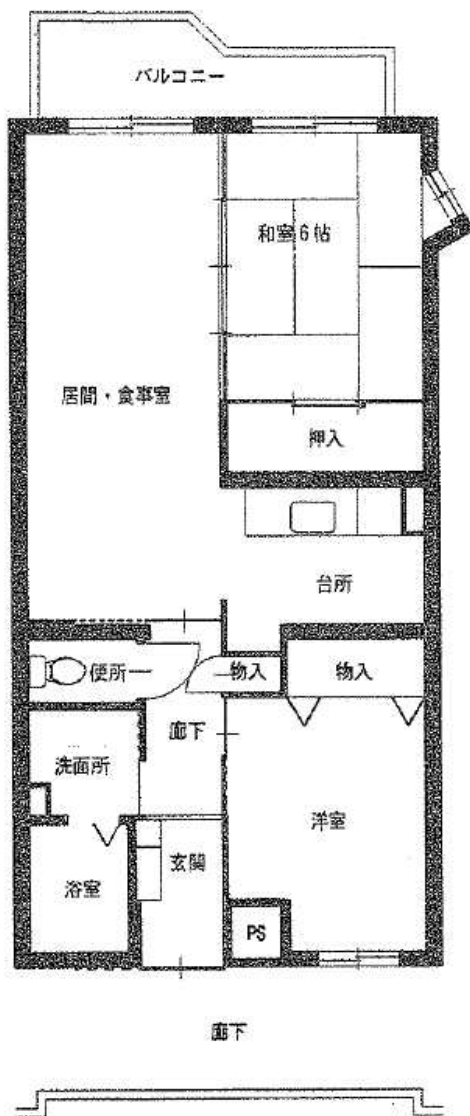 バルコニー
和室6帖
居間・食事室
押入
台所
便所
物入
物入
廊下
洗面所
洋室
玄関
浴室
PS
廊下